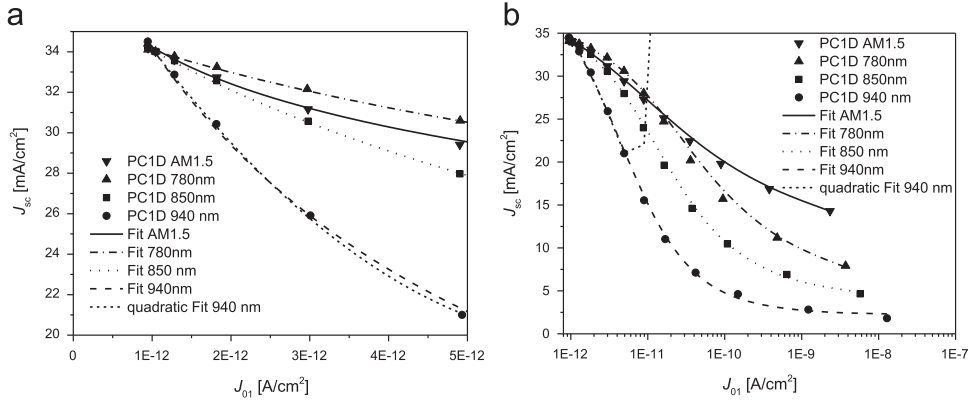 a
34
32
30
28
26
24
22
20
Jsc [mA/cm²]
PC1D AM1.5
PC1D 780nm
PC1D 850nm
PC1D 940 nm
Fit AM1.5
Fit 780nm
Fit 850 nm
Fit 940nm
quadratic Fit 940 nm
0 1E-12 2E-12 3E-12 4E-12 5E-12
J01 [A/cm²]
b
35
30
25
20
15
10
5
0
Jsc [mA/cm²]
PC1D AM1.5
PC1D 780nm
PC1D 850nm
PC1D 940 nm
Fit AM1.5
Fit 780nm
Fit 850 nm
Fit 940nm
quadratic Fit 940 nm
1E-12 1E-11 1E-10 1E-9 1E-8 1E-7
J01 [A/cm²]